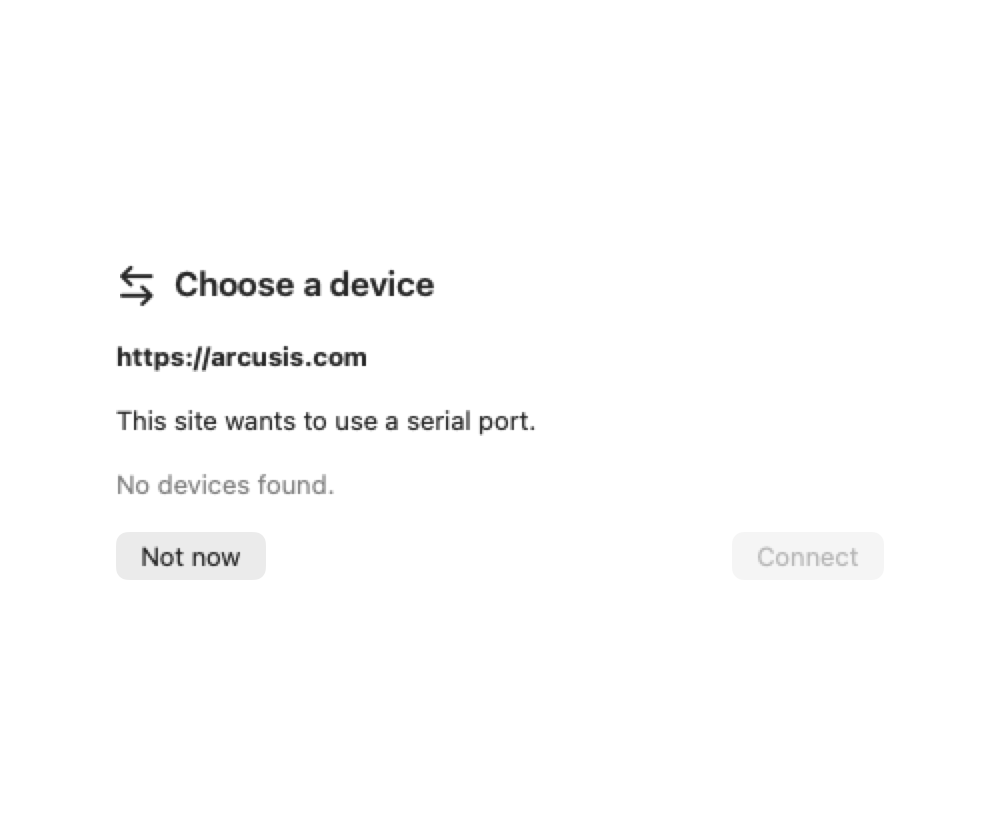 Choose a device
https://arcusis.com
This site wants to use a serial port.
No devices found.
Not now
Connect